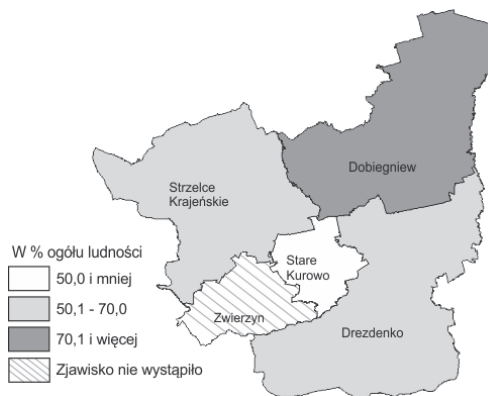 Dobiegniew
Strzelce
Krajeńskie
Stare
Kurowo
Zwierzyn
Drezdenko
W % ogółu ludności
50,0 i mniej
50,1 - 70,0
70,1 i więcej
Zjawisko nie wystąpiło